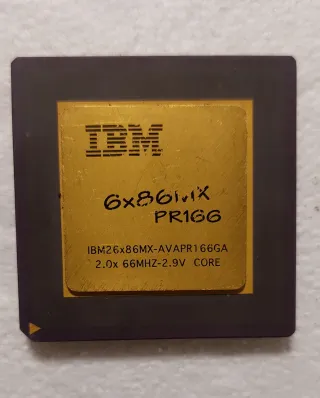 IBM
6x86MX
PR166
IBM26x86MX-AVAPR166GA
2.0x 66MHZ-2.9V CORE